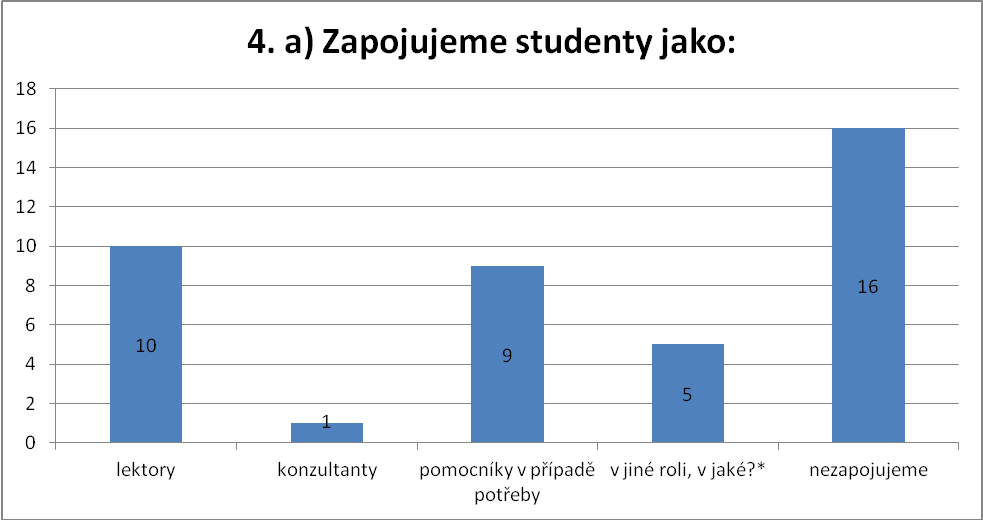 4. a) Zapojujeme studenty jako:
18
16
14
12
10
8
6
4
2
0
10
1
9
5
16
lektory
konzultanty
pomocníky v případě
potřeby
v jiné roli, v jaké?*
nezapojujeme